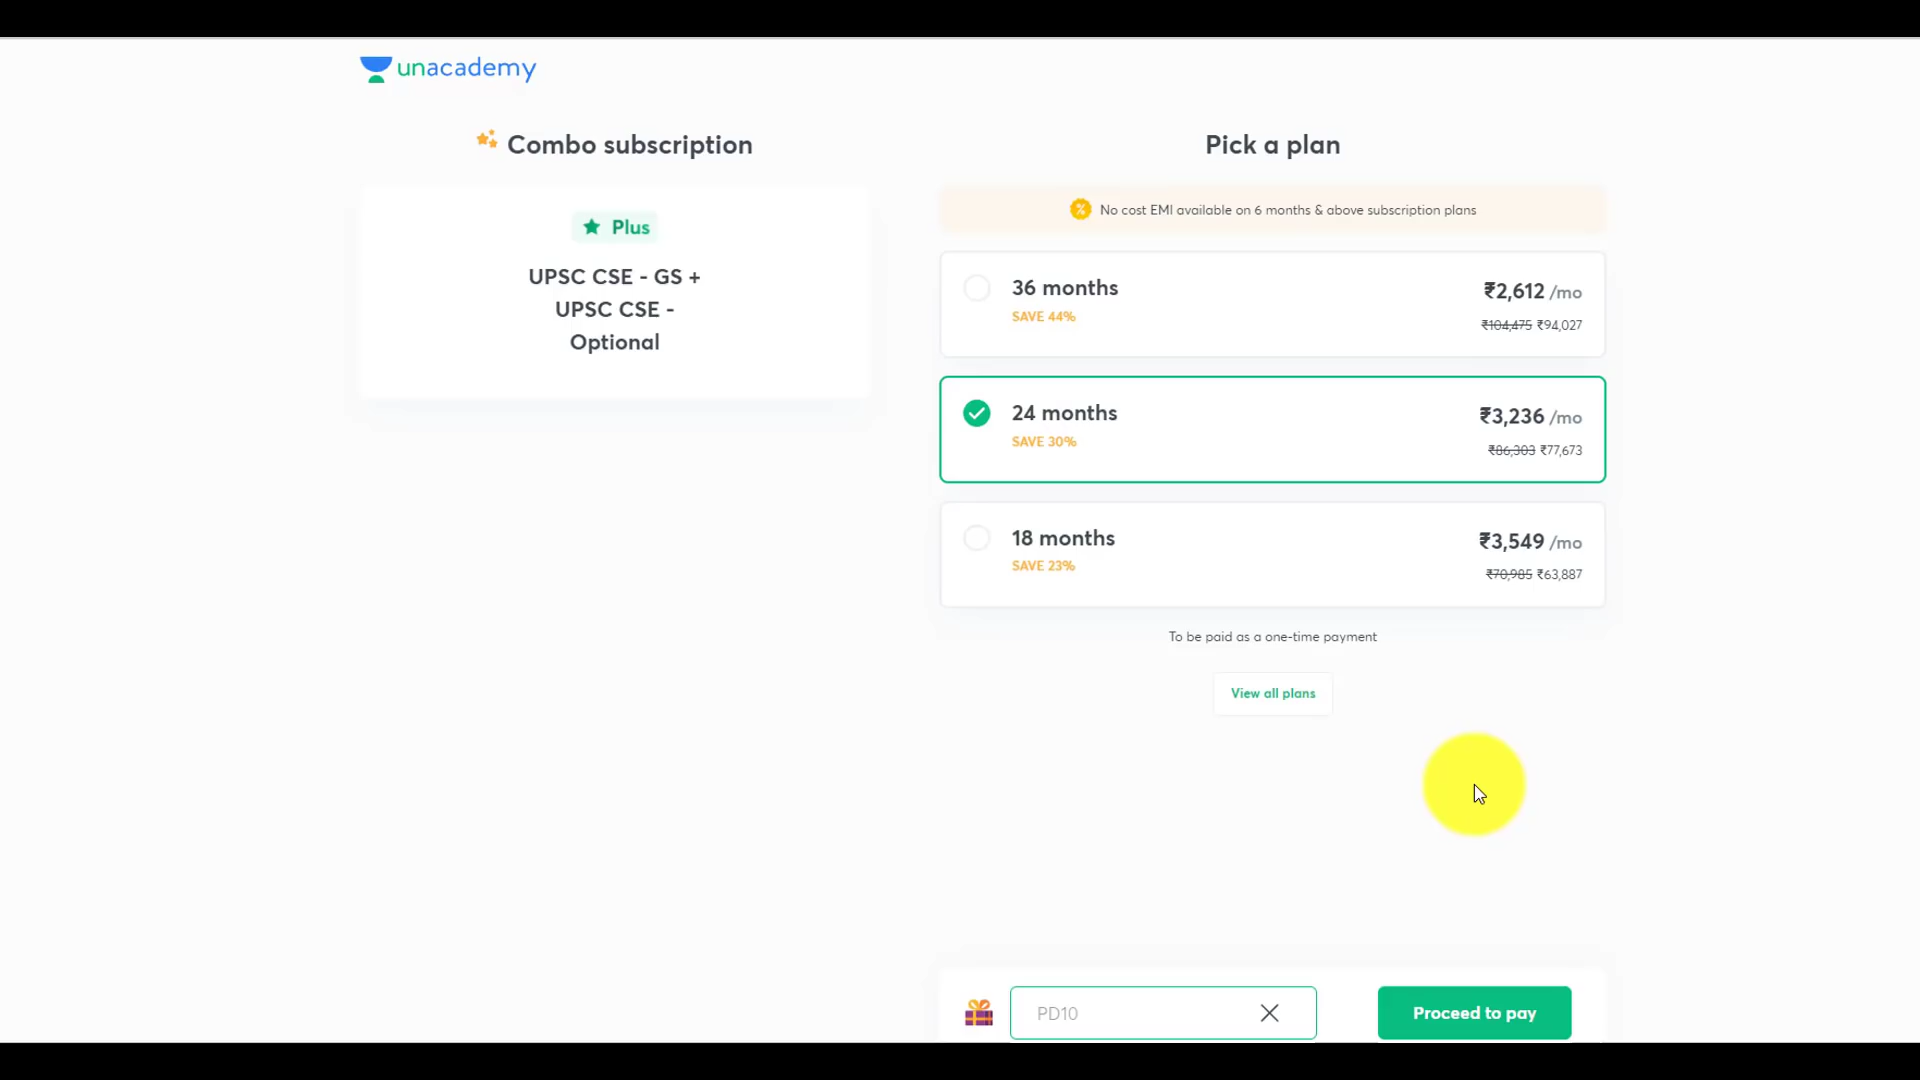 unacademy
Combo subscription
Plus
UPSC CSE - GS +
UPSC CSE -
Optional
Pick a plan
No cost EMI available on 6 months & above subscription plans
36 months
₹2,612 /mo
SAVE 44%
₹104,475 ₹94,027
24 months
₹3,236 /mo
SAVE 30%
₹86,303 ₹77,673
18 months
₹3,549 /mo
SAVE 23%
₹70,985 ₹63,887
To be paid as a one-time payment
View all plans
PD10
Proceed to pay